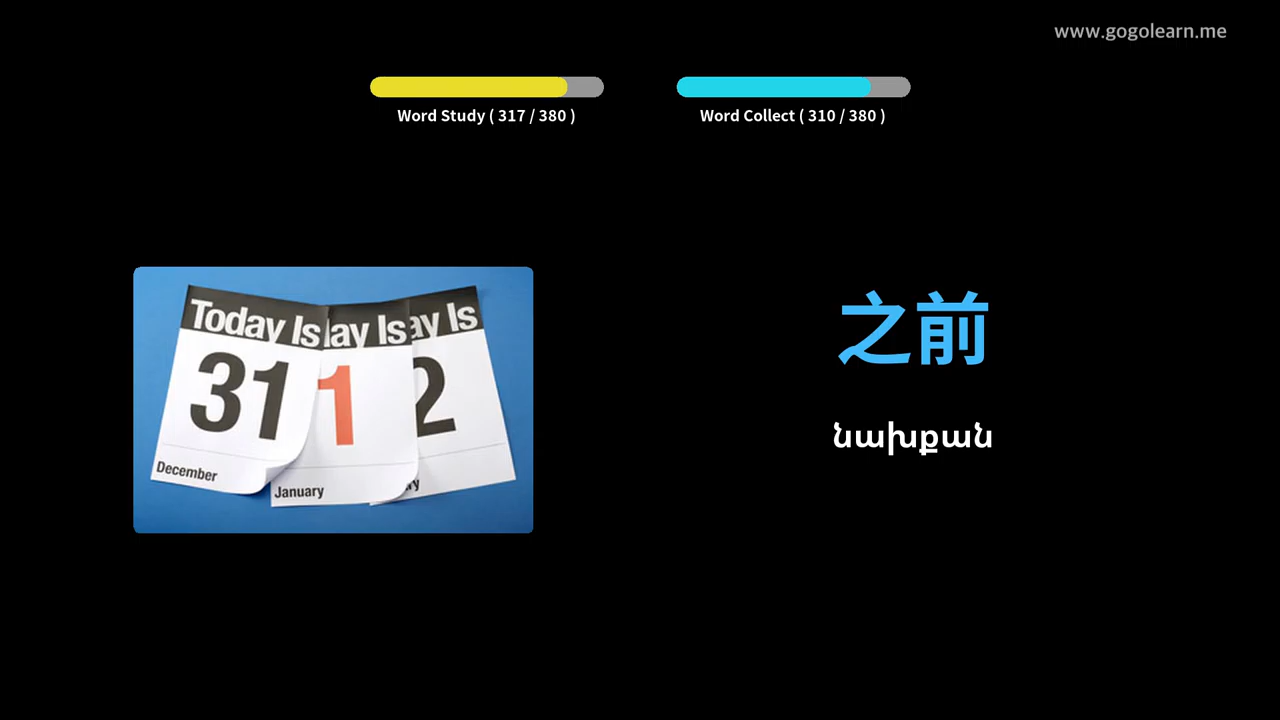 www.gogolearn.me
Word Study ( 317 / 380 )
Word Collect ( 310 / 380 )
Today Is
ay Is
ay Is
31
1
2
December
January
ry
之前
նախքան